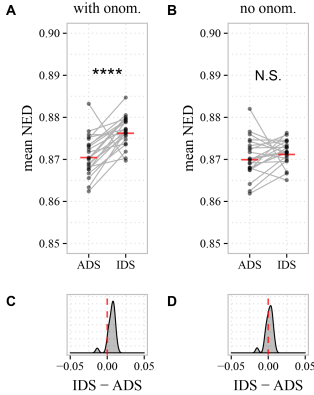 A with onom.
B no onom.
0.90
0.89
0.88
0.87
0.86
0.85
mean NED
****
ADS IDS
0.90
0.89
0.88
0.87
0.86
0.85
mean NED
N.S.
ADS IDS
C
−0.05 0.00 0.05
IDS − ADS
D
−0.05 0.00 0.05
IDS − ADS